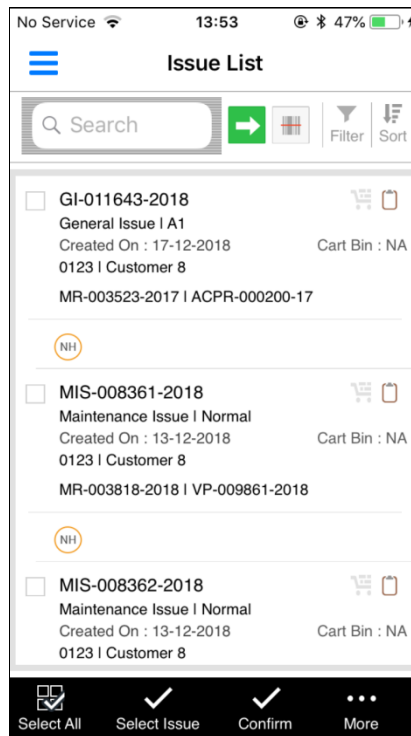 No Service 13:53 47%
Issue List
Search Filter Sort
GI-011643-2018
General Issue | A1
Created On : 17-12-2018 Cart Bin : NA
0123 | Customer 8
MR-003523-2017 | ACPR-000200-17
NH
MIS-008361-2018
Maintenance Issue | Normal
Created On : 13-12-2018 Cart Bin : NA
0123 | Customer 8
MR-003818-2018 | VP-009861-2018
NH
MIS-008362-2018
Maintenance Issue | Normal
Created On : 13-12-2018 Cart Bin : NA
0123 | Customer 8
Select All Select Issue Confirm More